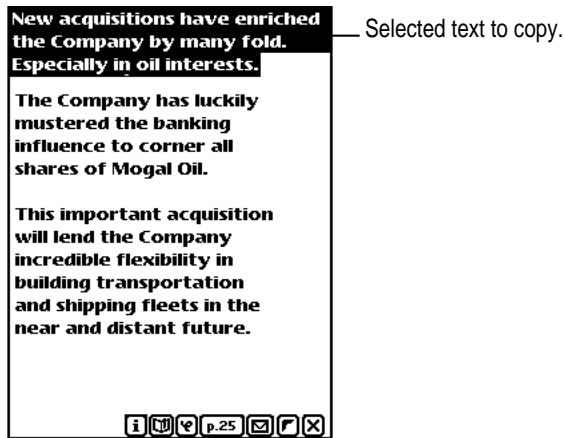 New acquisitions have enriched
the Company by many fold.
Especially in oil interests.
Selected text to copy.
The Company has luckily
mustered the banking
influence to corner all
shares of Mogal Oil.
This important acquisition
will lend the Company
incredible flexibility in
building transportation
and shipping fleets in the
near and distant future.
i
p.25